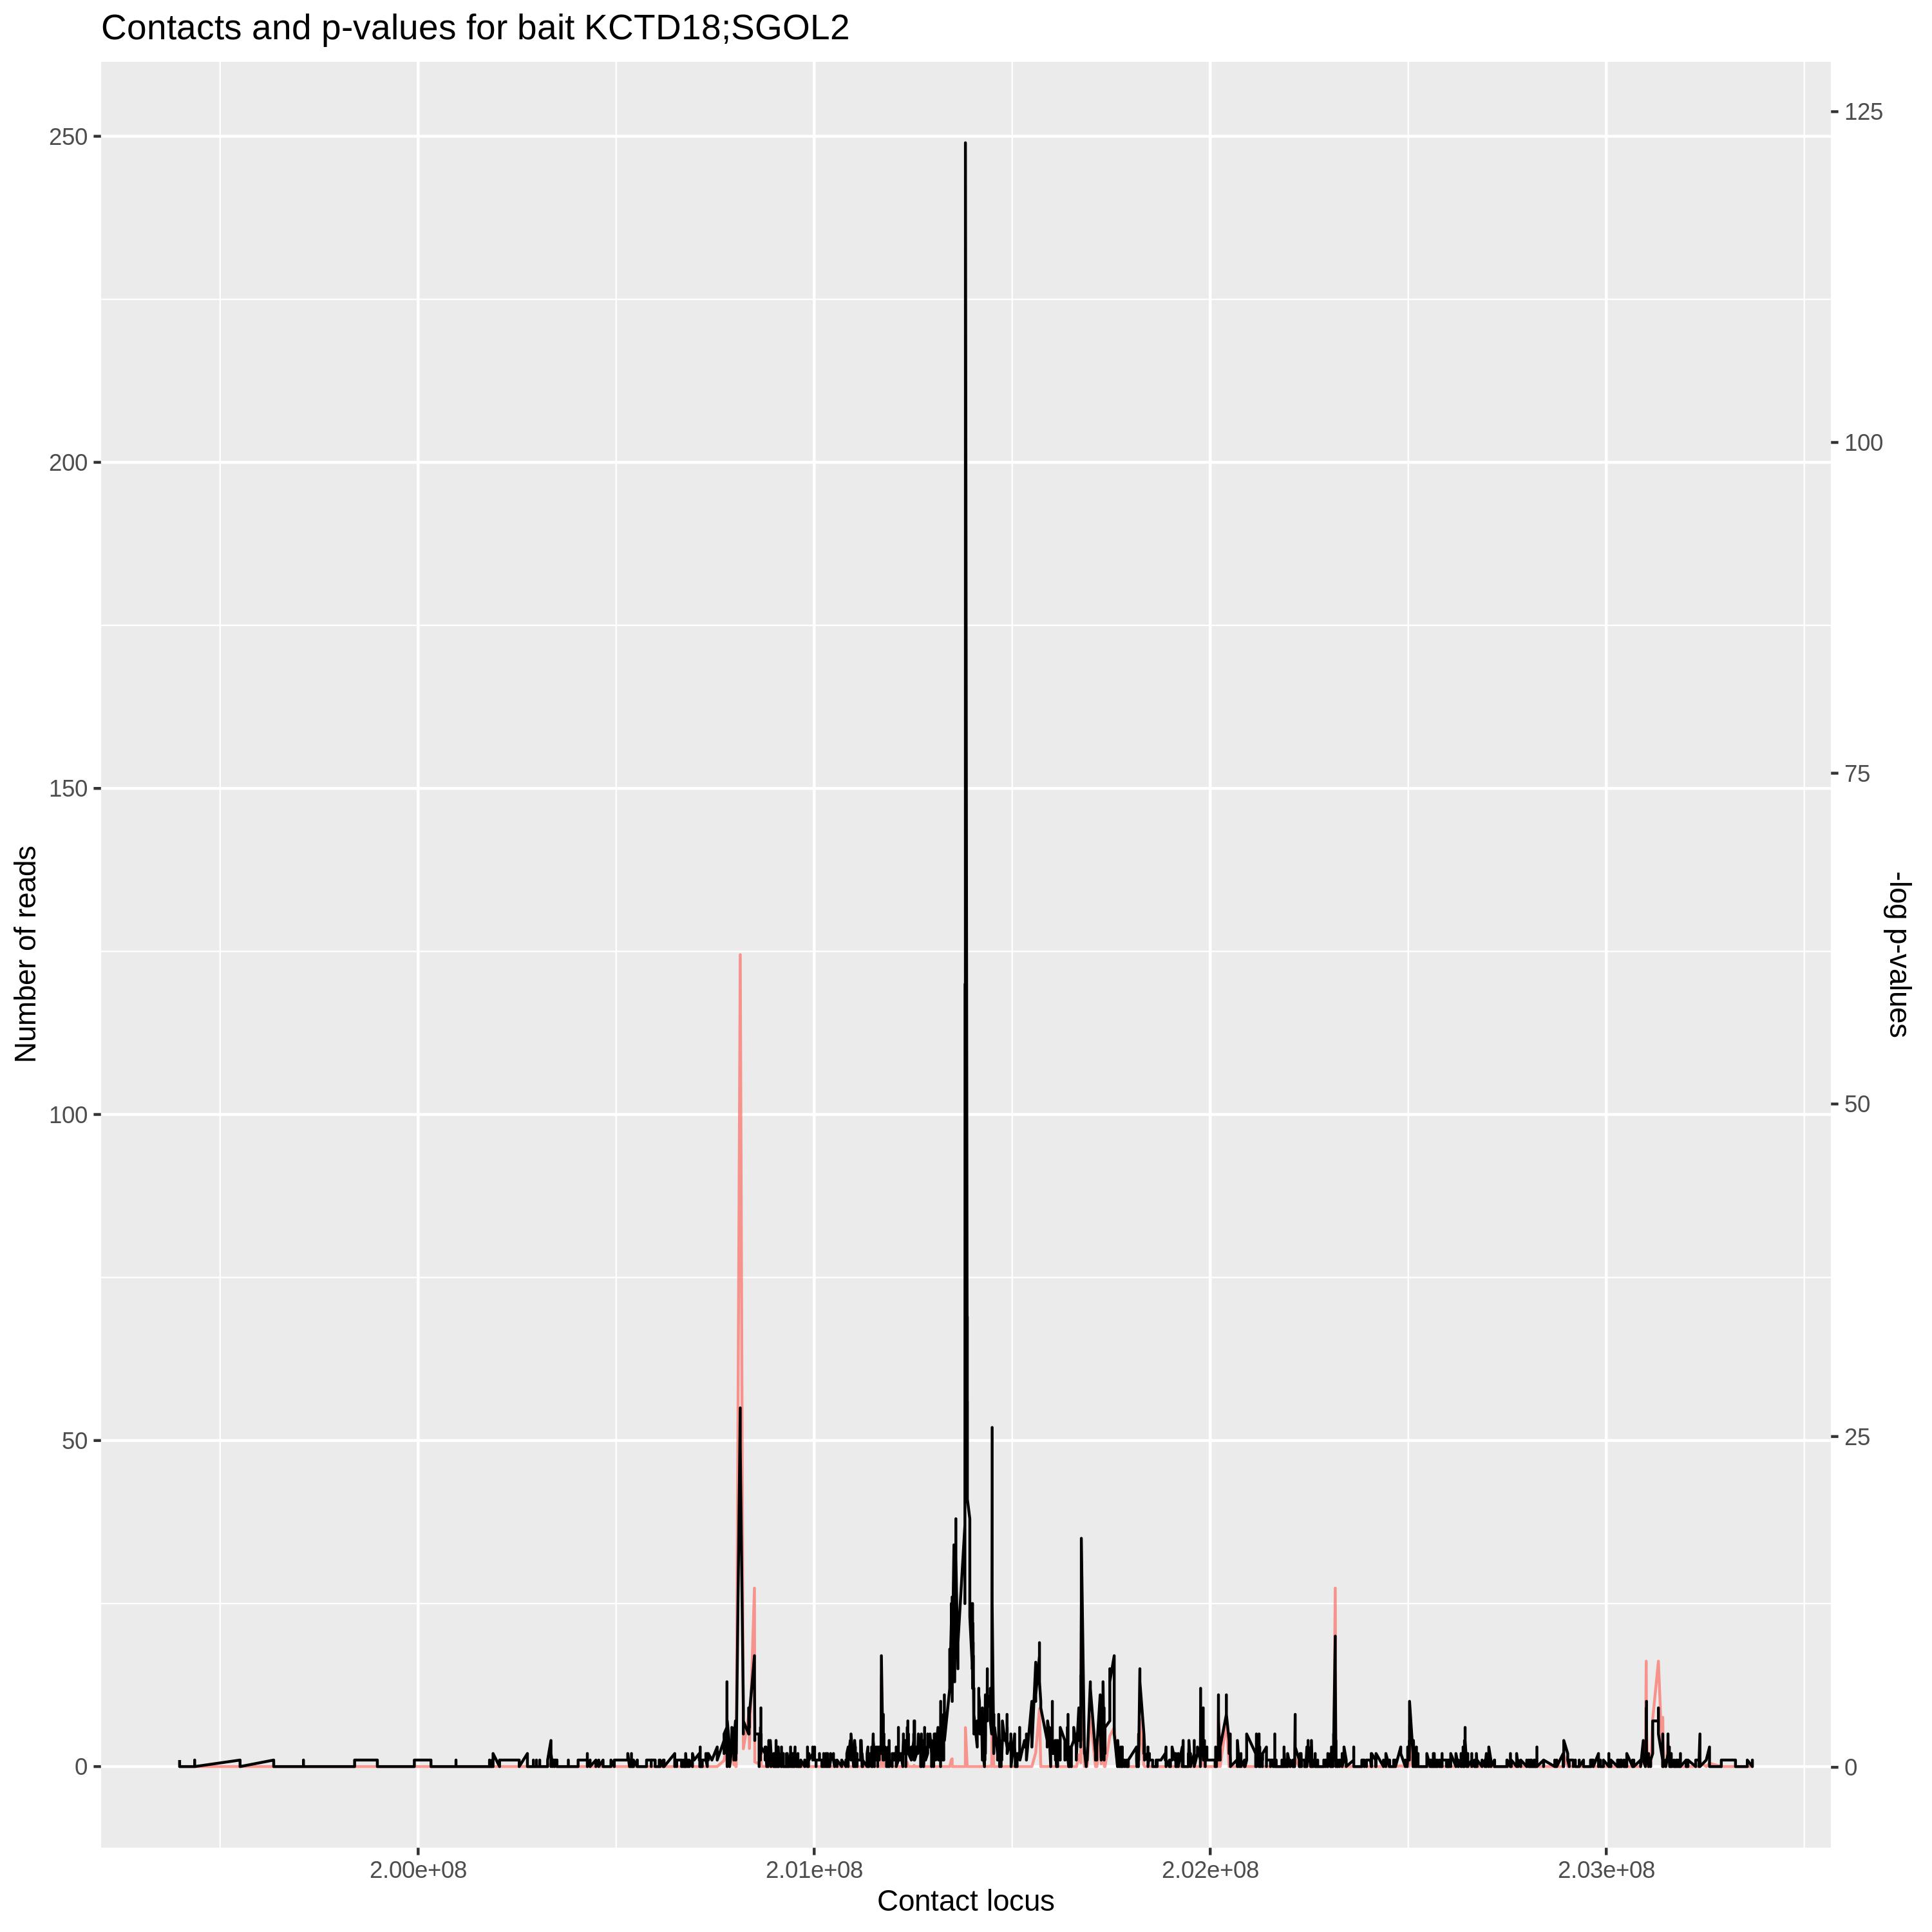 Contacts and p-values for bait KCTD18;SGOL2
250
200
150
100
50
0
Number of reads
125
100
75
50
25
0
-log p-values
2.00e+08
2.01e+08
2.02e+08
2.03e+08
Contact locus